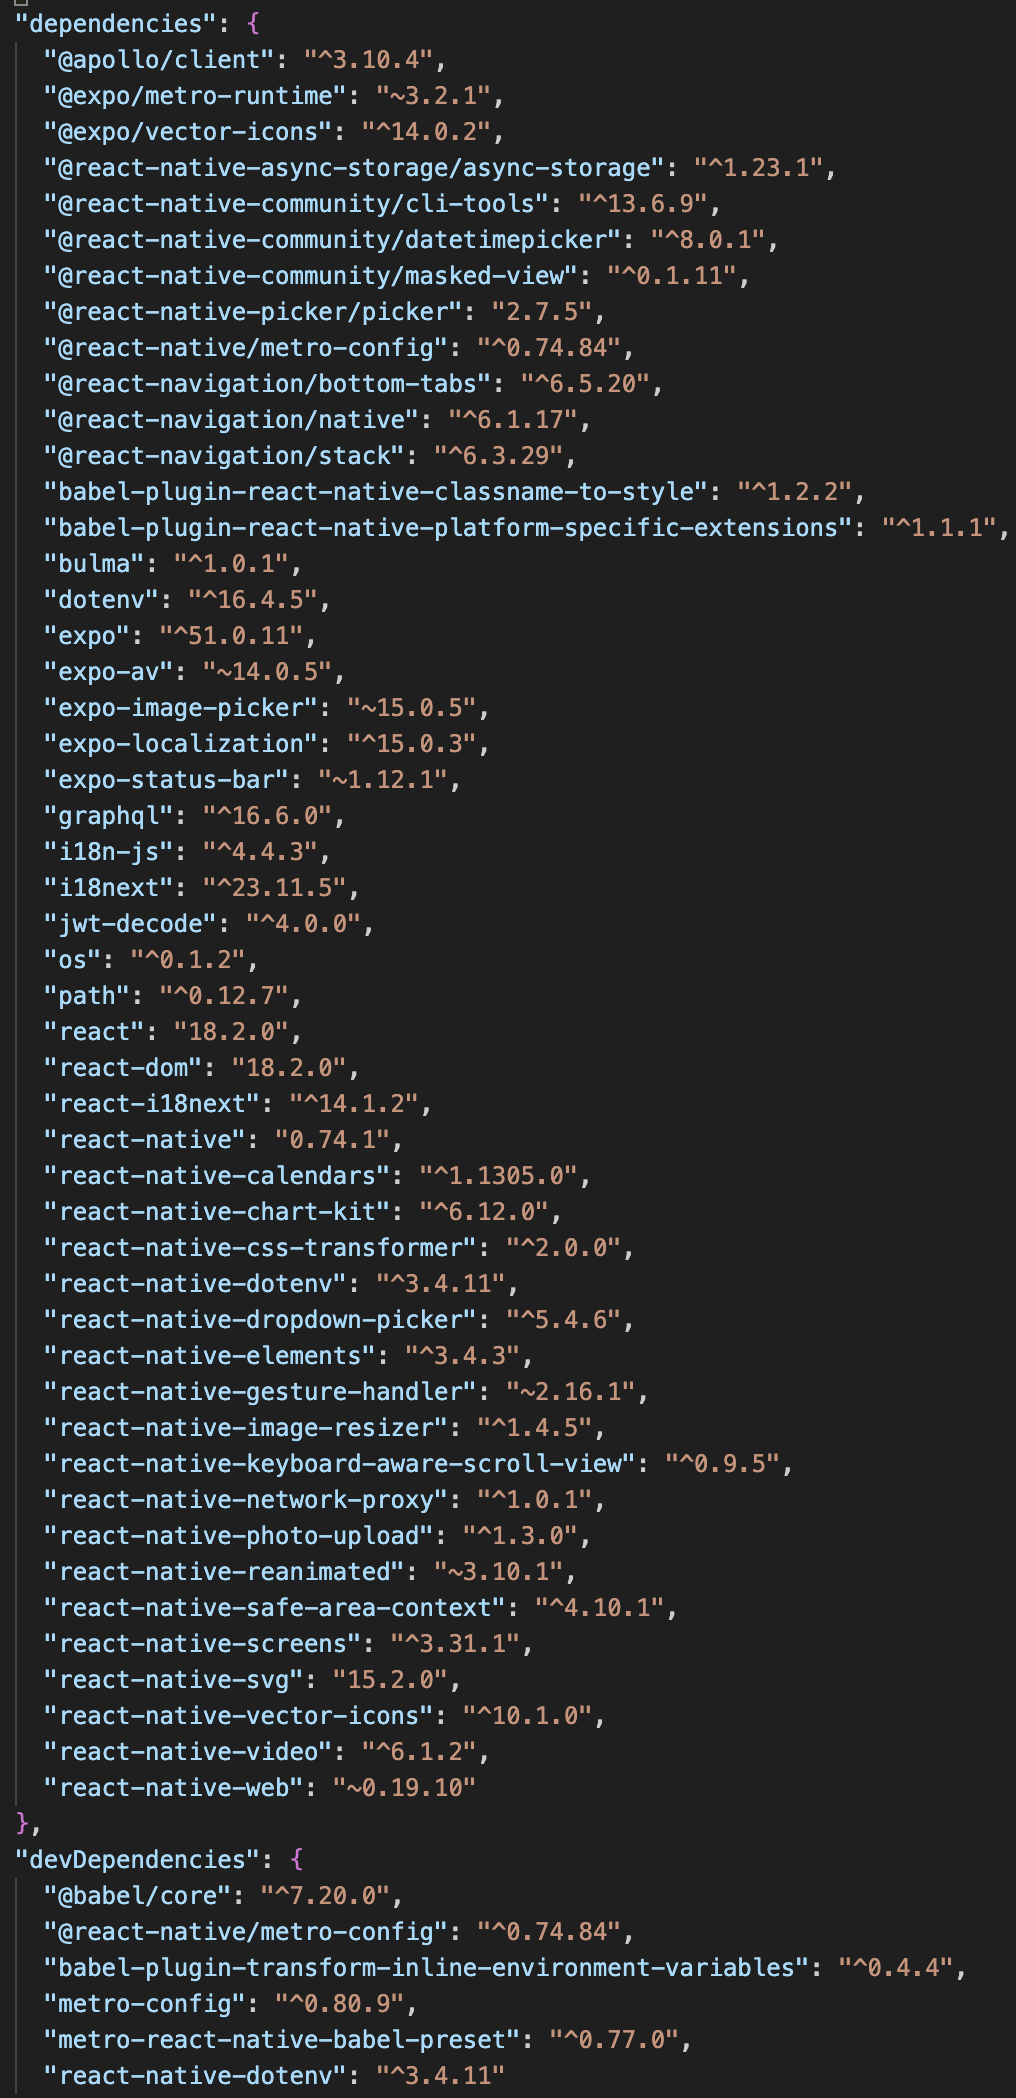 "dependencies": {
"@apollo/client": "^3.10.4",
"@expo/metro-runtime": "~3.2.1",
"@expo/vector-icons": "^14.0.2",
"@react-native-async-storage/async-storage": "^1.23.1",
"@react-native-community/cli-tools": "^13.6.9",
"@react-native-community/datetimepicker": "^8.0.1",
"@react-native-community/masked-view": "^0.1.11",
"@react-native-picker/picker": "2.7.5",
"@react-native/metro-config": "^0.74.84",
"@react-navigation/bottom-tabs": "^6.5.20",
"@react-navigation/native": "^6.1.17",
"@react-navigation/stack": "^6.3.29",
"babel-plugin-react-native-classname-to-style": "^1.2.2",
"babel-plugin-react-native-platform-specific-extensions": "^1.1.1",
"bulma": "^1.0.1",
"dotenv": "^16.4.5",
"expo": "^51.0.11",
"expo-av": "~14.0.5",
"expo-image-picker": "~15.0.5",
"expo-localization": "^15.0.3",
"expo-status-bar": "~1.12.1",
"graphql": "^16.6.0",
"i18n-js": "^4.4.3",
"i18next": "^23.11.5",
"jwt-decode": "^4.0.0",
"os": "^0.1.2",
"path": "^0.12.7",
"react": "18.2.0",
"react-dom": "18.2.0",
"react-i18next": "^14.1.2",
"react-native": "0.74.1",
"react-native-calendars": "^1.1305.0",
"react-native-chart-kit": "^6.12.0",
"react-native-css-transformer": "^2.0.0",
"react-native-dotenv": "^3.4.11",
"react-native-dropdown-picker": "^5.4.6",
"react-native-elements": "^3.4.3",
"react-native-gesture-handler": "~2.16.1",
"react-native-image-resizer": "^1.4.5",
"react-native-keyboard-aware-scroll-view": "^0.9.5",
"react-native-network-proxy": "^1.0.1",
"react-native-photo-upload": "^1.3.0",
"react-native-reanimated": "~3.10.1",
"react-native-safe-area-context": "^4.10.1",
"react-native-screens": "^3.31.1",
"react-native-svg": "15.2.0",
"react-native-vector-icons": "^10.1.0",
"react-native-video": "^6.1.2",
"react-native-web": "~0.19.10"
},
"devDependencies": {
"@babel/core": "^7.20.0",
"@react-native/metro-config": "^0.74.84",
"babel-plugin-transform-inline-environment-variables": "^0.4.4",
"metro-config": "^0.80.9",
"metro-react-native-babel-preset": "^0.77.0",
"react-native-dotenv": "^3.4.11"